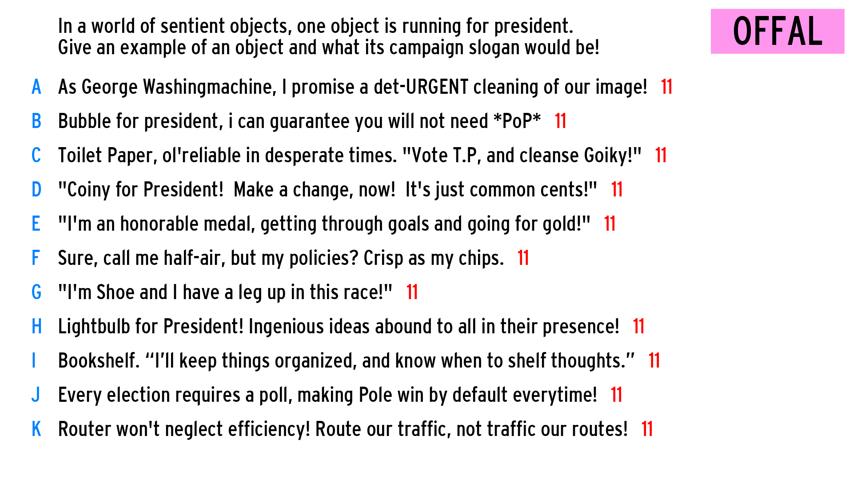 In a world of sentient objects, one object is running for president.
Give an example of an object and what its campaign slogan would be!
OFFAL
A As George Washingmachine, I promise a det-URGENT cleaning of our image! 11
B Bubble for president, i can guarantee you will not need *PoP* 11
C Toilet Paper, ol'reliable in desperate times. "Vote T.P, and cleanse Goiky!" 11
D "Coiny for President!  Make a change, now!  It's just common cents!" 11
E "I'm an honorable medal, getting through goals and going for gold!" 11
F Sure, call me half-air, but my policies? Crisp as my chips. 11
G "I'm Shoe and I have a leg up in this race!" 11
H Lightbulb for President! Ingenious ideas abound to all in their presence! 11
I Bookshelf. “I’ll keep things organized, and know when to shelf thoughts.” 11
J Every election requires a poll, making Pole win by default everytime! 11
K Router won't neglect efficiency! Route our traffic, not traffic our routes! 11